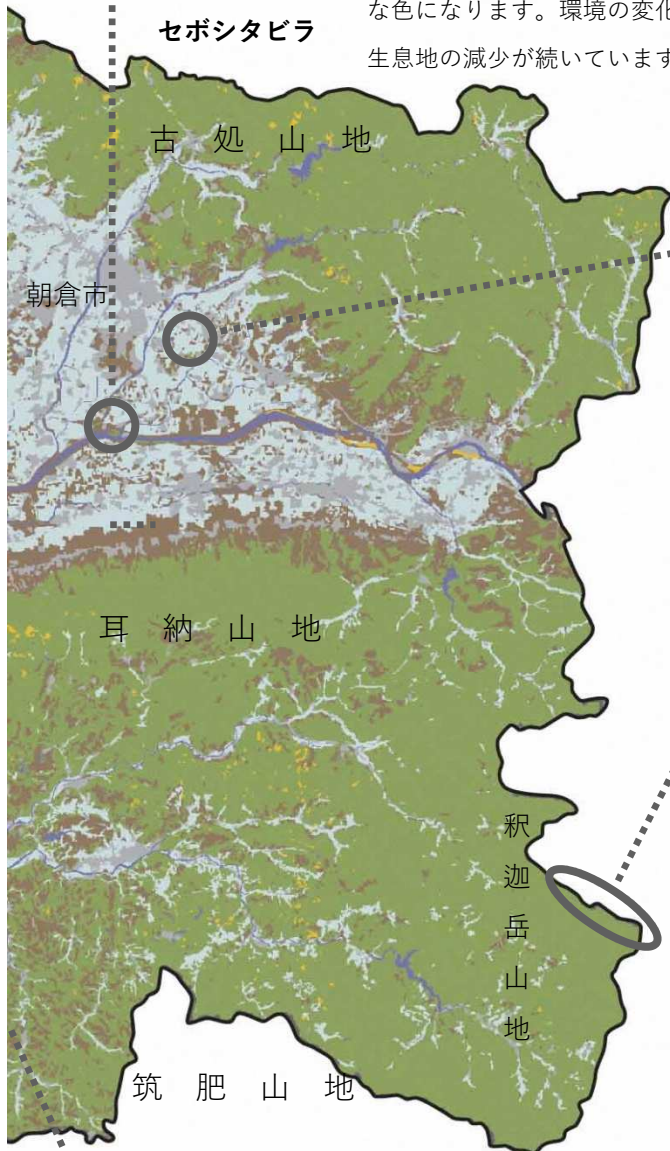 セボシタビラ
な色になります。環境の変化
生息地の減少が続いています
古処山地
朝倉市
耳納山地
釈迦岳山地
筑肥山地